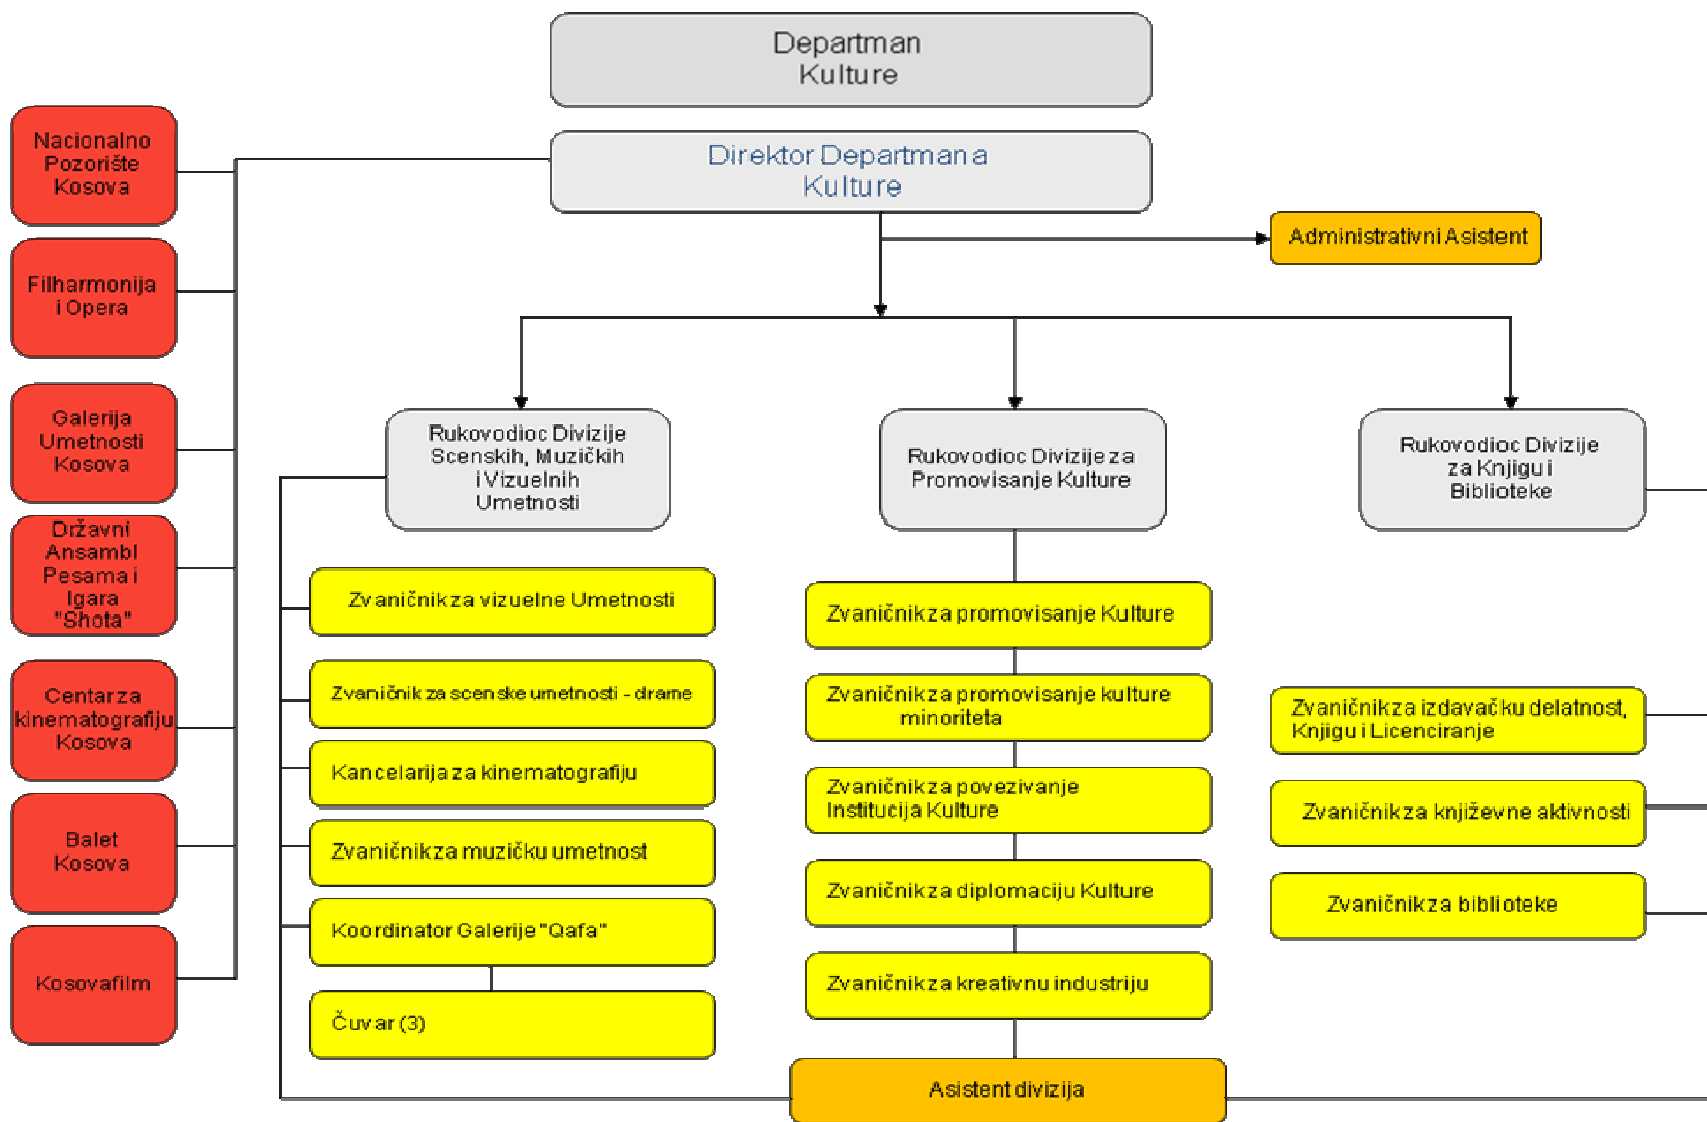 Departman
Kulture
Direktor Departmana
Kulture
Administrativni Asistent
Nacionalno
Pozorište
Kosova
Filharmonija
i Opera
Galerija
Umetnosti
Kosova
Državni
Ansambl
Pesama i
Igara
"Shota"
Centar za
kinematografiju
Kosova
Balet
Kosova
Kosovafilm
Rukovodioc Divizije
Scenskih, Muzičkih
i Vizuelnih
Umetnosti
Zvaničnik za vizuelne Umetnosti
Zvaničnik za scenske umetnosti - drame
Kancelarija za kinematografiju
Zvaničnik za muzičku umetnost
Koordinator Galerije "Qafa"
Čuvar (3)
Rukovodioc Divizije za
Promovisanje Kulture
Zvaničnik za promovisanje Kulture
Zvaničnik za promovisanje kulture
minoriteta
Zvaničnik za povezivanje
Institucija Kulture
Zvaničnik za diplomaciju Kulture
Zvaničnik za kreativnu industriju
Rukovodioc Divizije
za Knjigu i
Biblioteke
Zvaničnik za izdavačku delatnost,
Knjigu i Licenciranje
Zvaničnik za književne aktivnosti
Zvaničnik za biblioteke
Asistent divizija